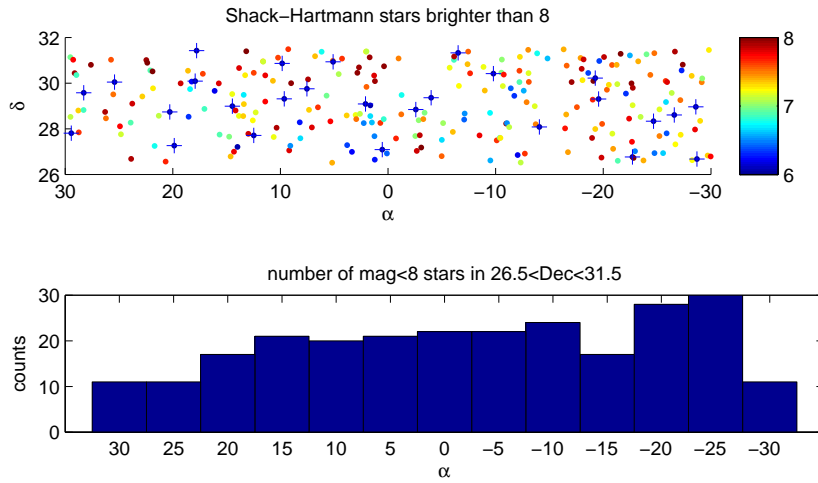 Shack−Hartmann stars brighter than 8
32
30
28
26
δ
30 20 10 0 −10 −20 −30
α
8
7
6
number of mag<8 stars in 26.5<Dec<31.5
30
20
10
0
counts
30 25 20 15 10 5 0 −5 −10 −15 −20 −25 −30
α